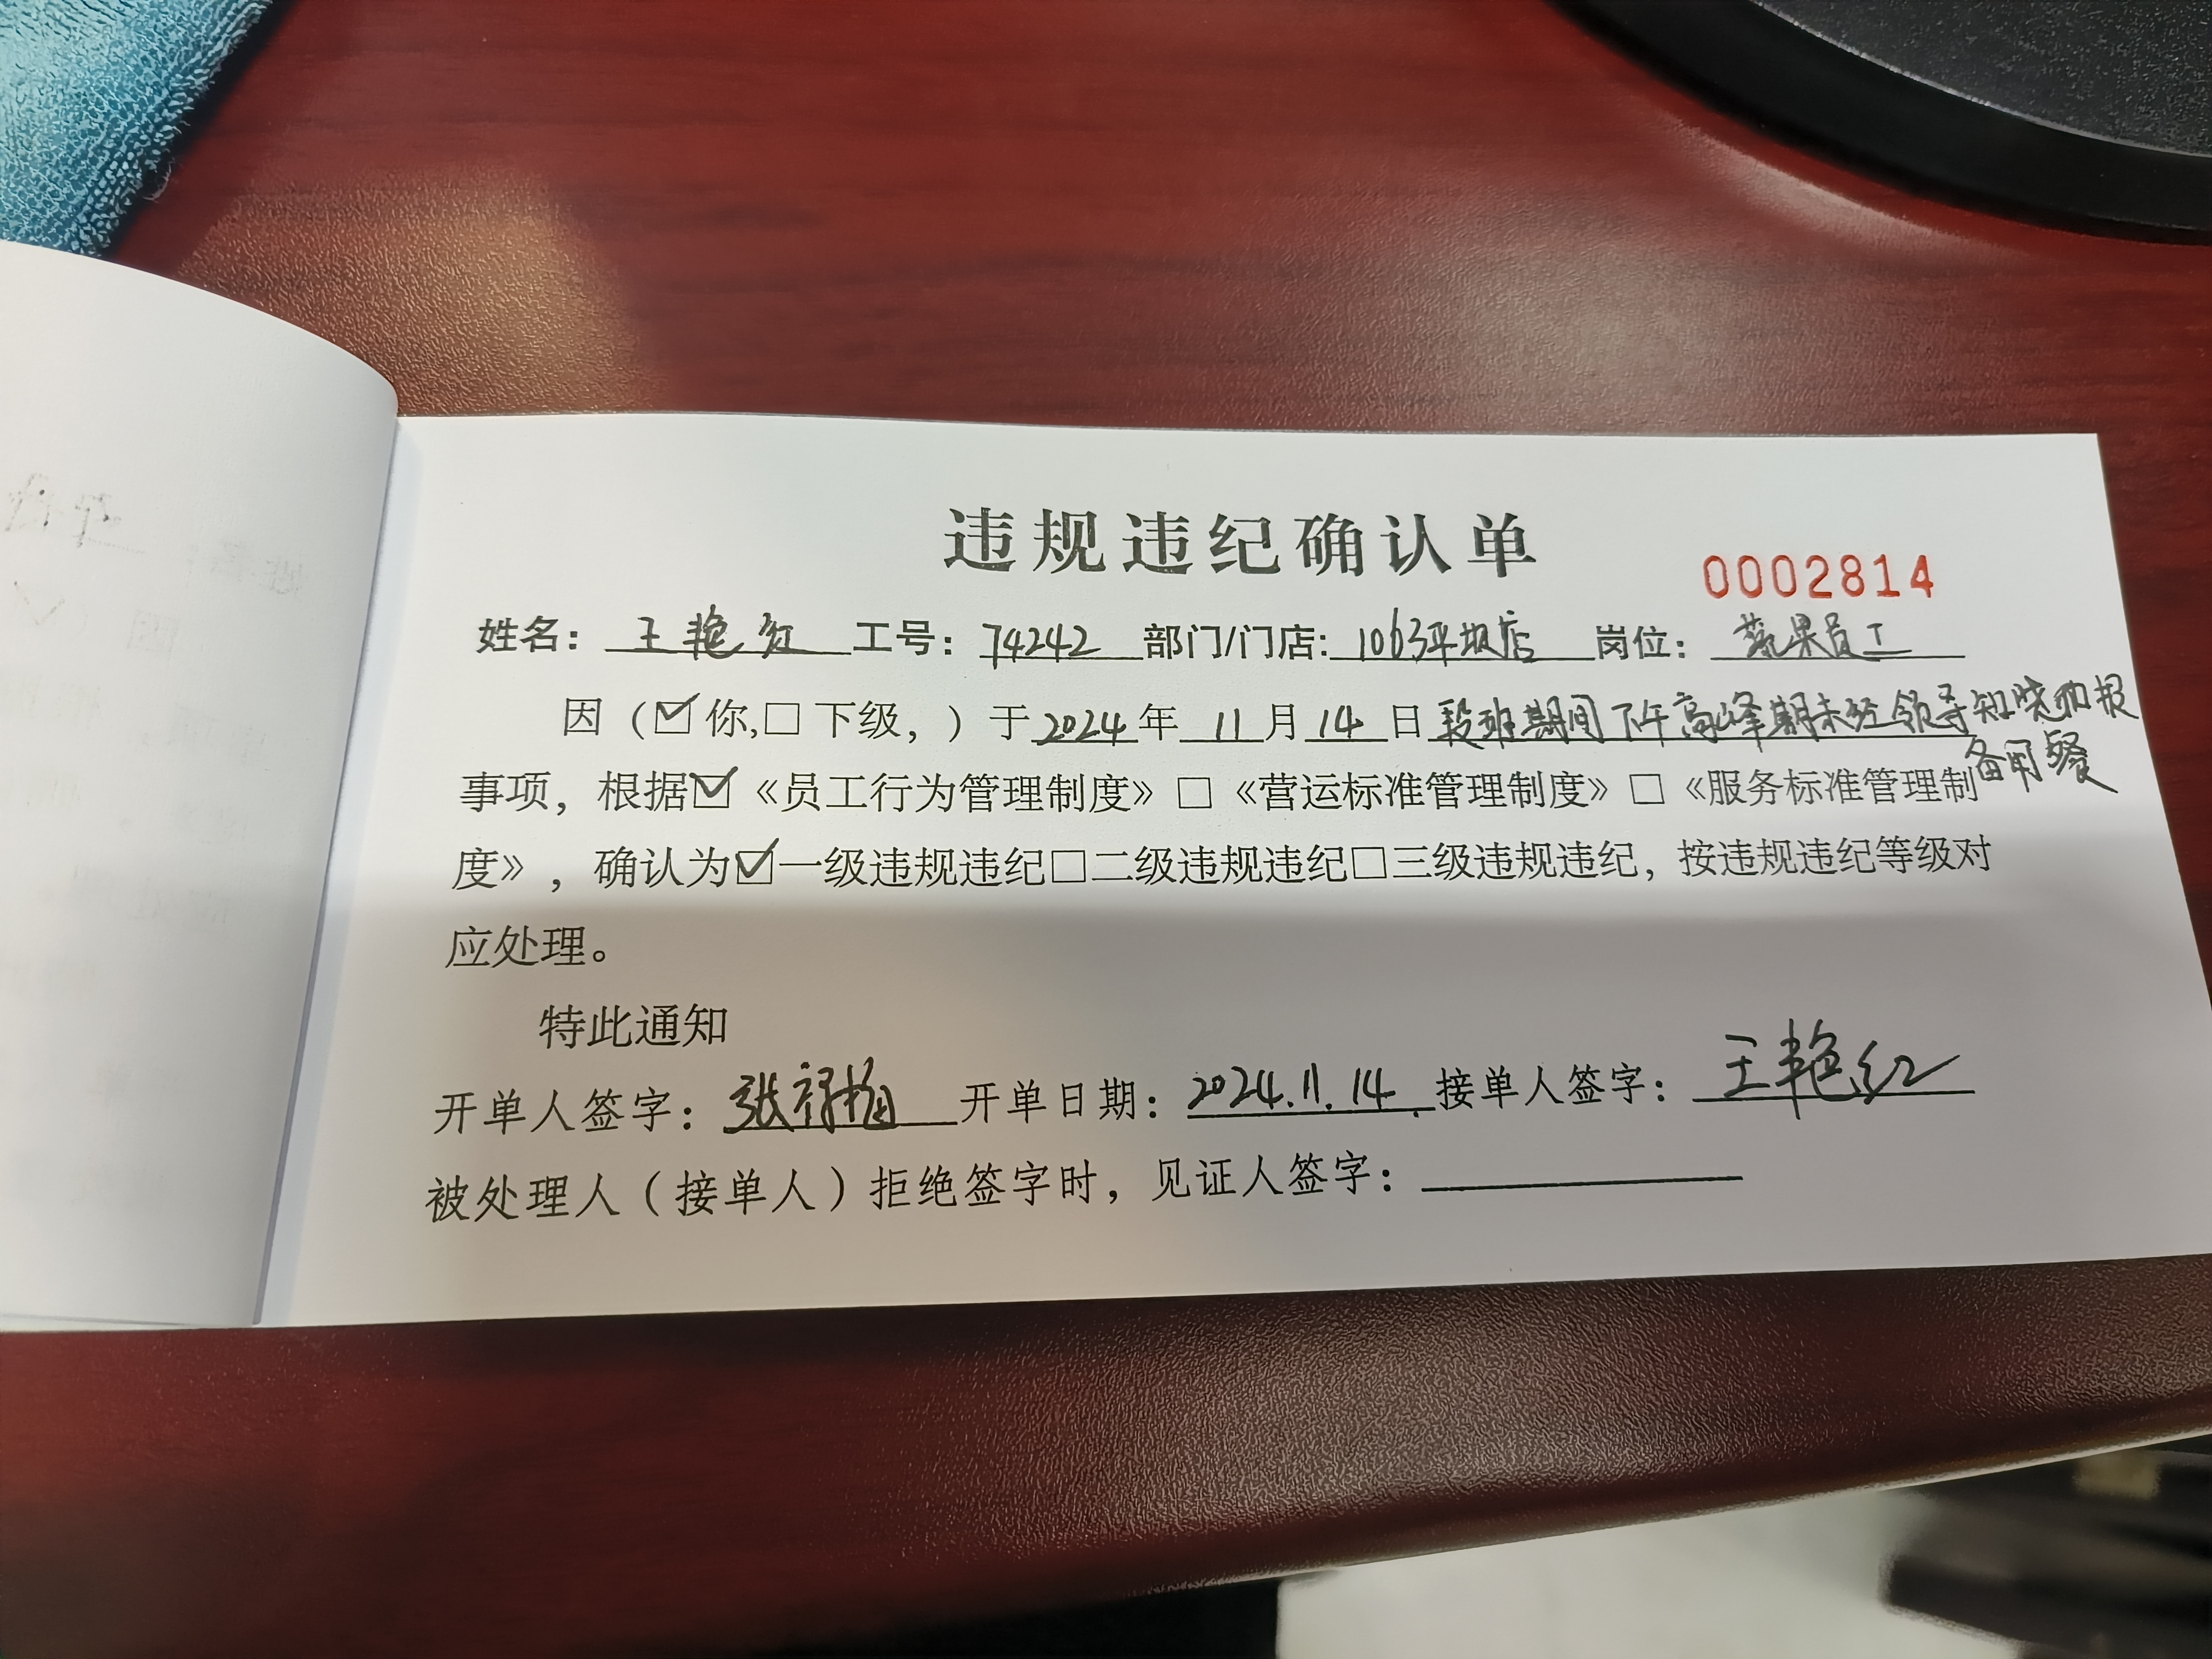 违规违纪确认单
0002814
姓名：王艳红 工号：74242 部门/门店：1063平坝店 岗位：蔬果员工
因（☑你,□下级，）于2024年11月14日段班期间下午高峰期未经领导知晓
备用餐
事项，根据☑《员工行为管理制度》□《营运标准管理制度》□《服务标准管理制
度》，确认为☑一级违规违纪□二级违规违纪□三级违规违纪，按违规违纪等级对
应处理。
特此通知
开单人签字：张 开单日期：2024.11.14. 接单人签字：王艳红
被处理人（接单人）拒绝签字时，见证人签字：